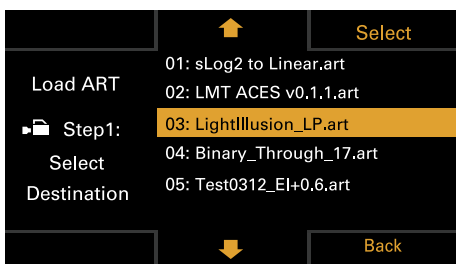 Select
Load ART
Step1:
Select
Destination
01: sLog2 to Linear.art
02: LMT ACES v0.1.1.art
03: LightIllusion_LP.art
04: Binary_Through_17.art
05: Test0312_EI+0.6.art
Back